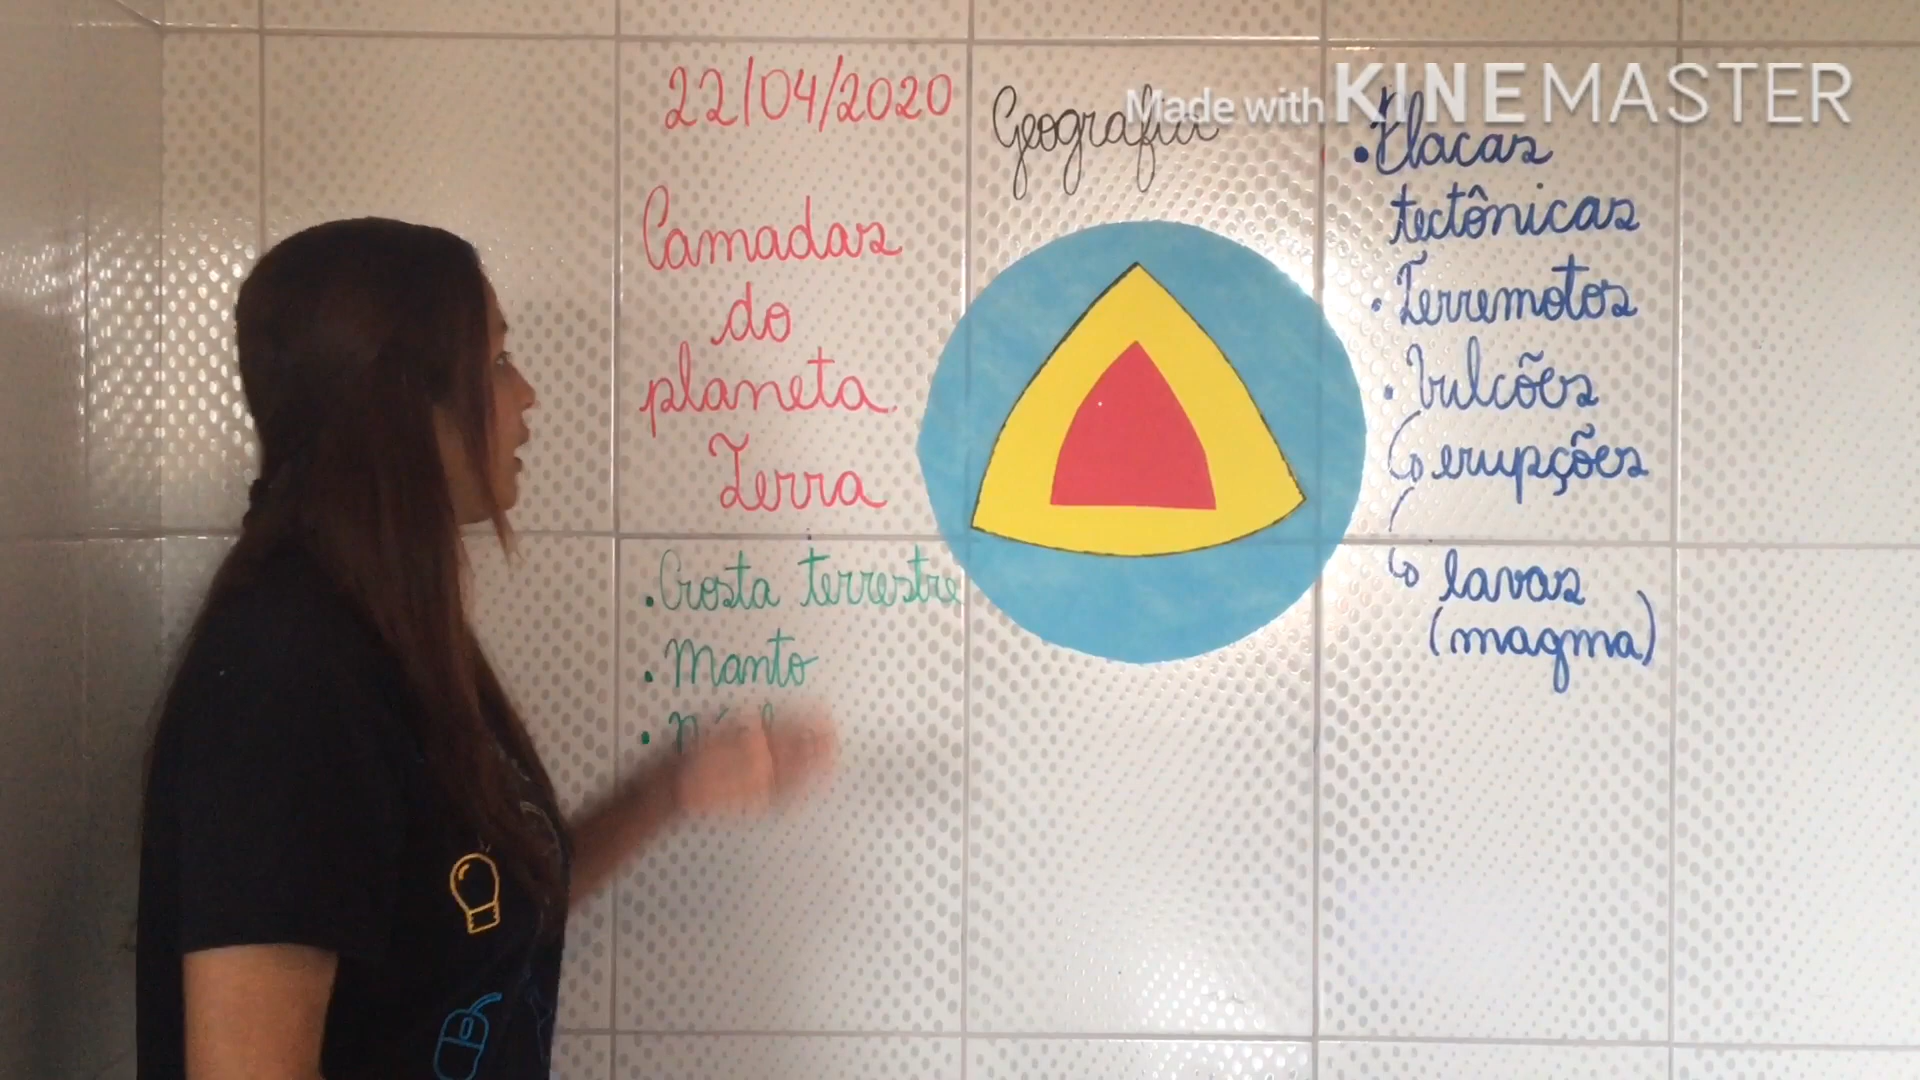 22/04/2020
Geografia
Made with KINEMASTER
Camadas
do
planeta
Terra
. Crosta terrestre
. Manto
.
. Placas
tectônicas
. Terremotos
. Vulcões
erupções
lavas
(magma)